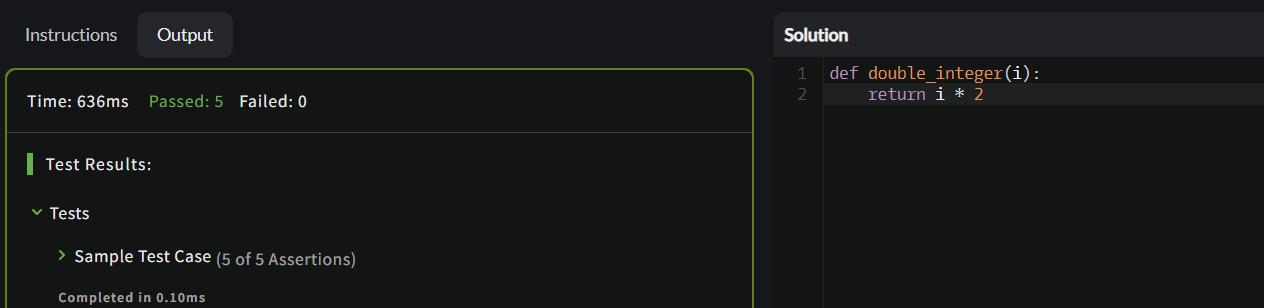 Instructions
Output
Time: 636ms Passed: 5 Failed: 0
Test Results:
Tests
Sample Test Case (5 of 5 Assertions)
Completed in 0.10ms
Solution
1 def double_integer(i):
2     return i * 2